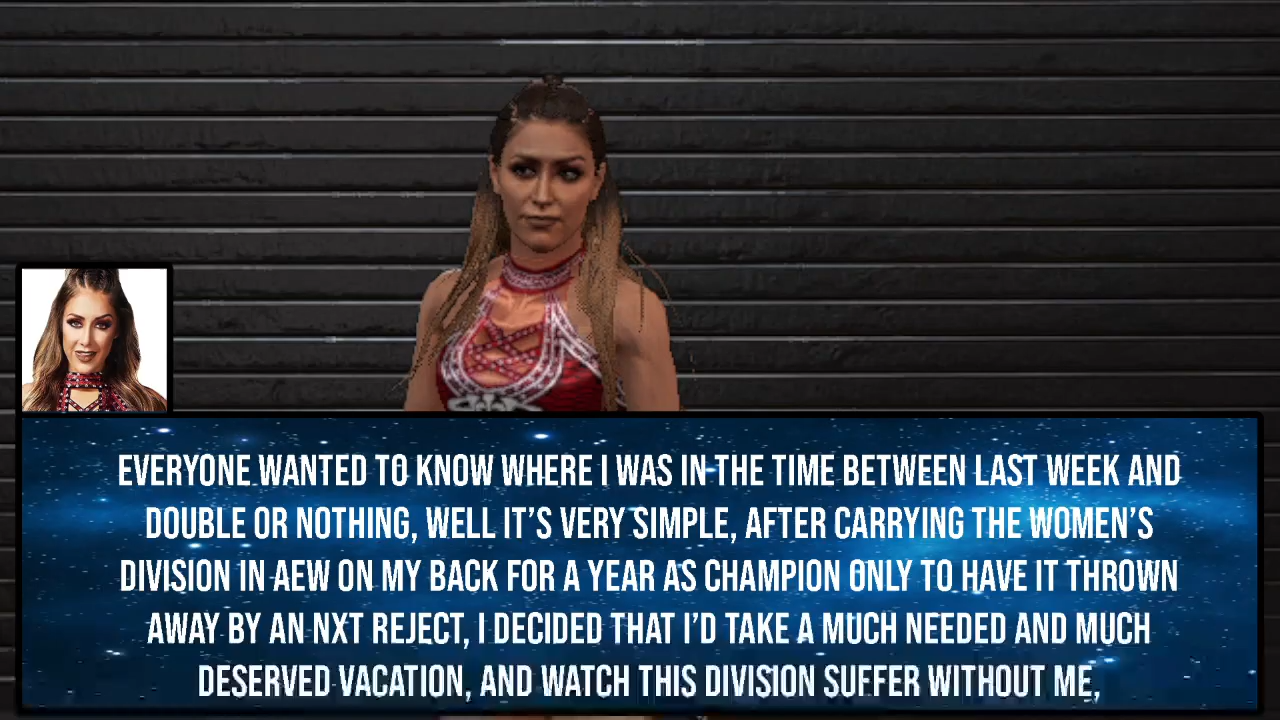 EVERYONE WANTED TO KNOW WHERE I WAS IN THE TIME BETWEEN LAST WEEK AND
DOUBLE OR NOTHING, WELL IT'S VERY SIMPLE, AFTER CARRYING THE WOMEN'S
DIVISION IN AEW ON MY BACK FOR A YEAR AS CHAMPION ONLY TO HAVE IT THROWN
AWAY BY AN NXT REJECT, I DECIDED THAT I'D TAKE A MUCH NEEDED AND MUCH
DESERVED VACATION, AND WATCH THIS DIVISION SUFFER WITHOUT ME,